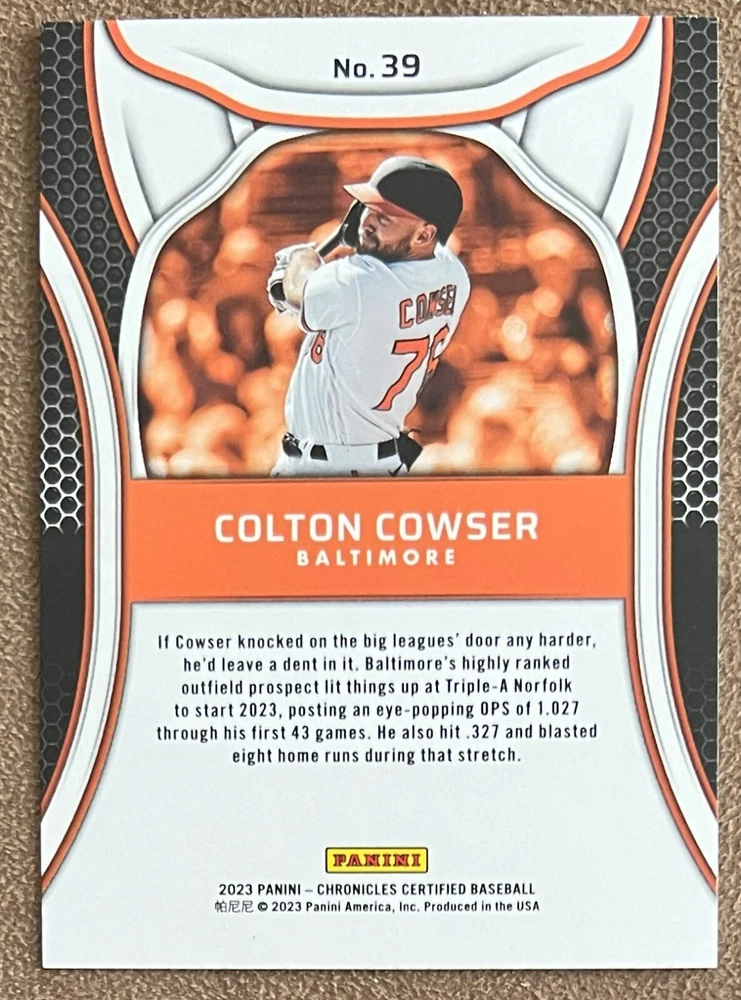 No. 39
COWSE
6
76
COLTON COWSER
BALTIMORE
If Cowser knocked on the big leagues' door any harder,
he'd leave a dent in it. Baltimore's highly ranked
outfield prospect lit things up at Triple-A Norfolk
to start 2023, posting an eye-popping OPS of 1.027
through his first 43 games. He also hit .327 and blasted
eight home runs during that stretch.
PANINI
2023 PANINI – CHRONICLES CERTIFIED BASEBALL
帕尼尼 © 2023 Panini America, Inc. Produced in the USA